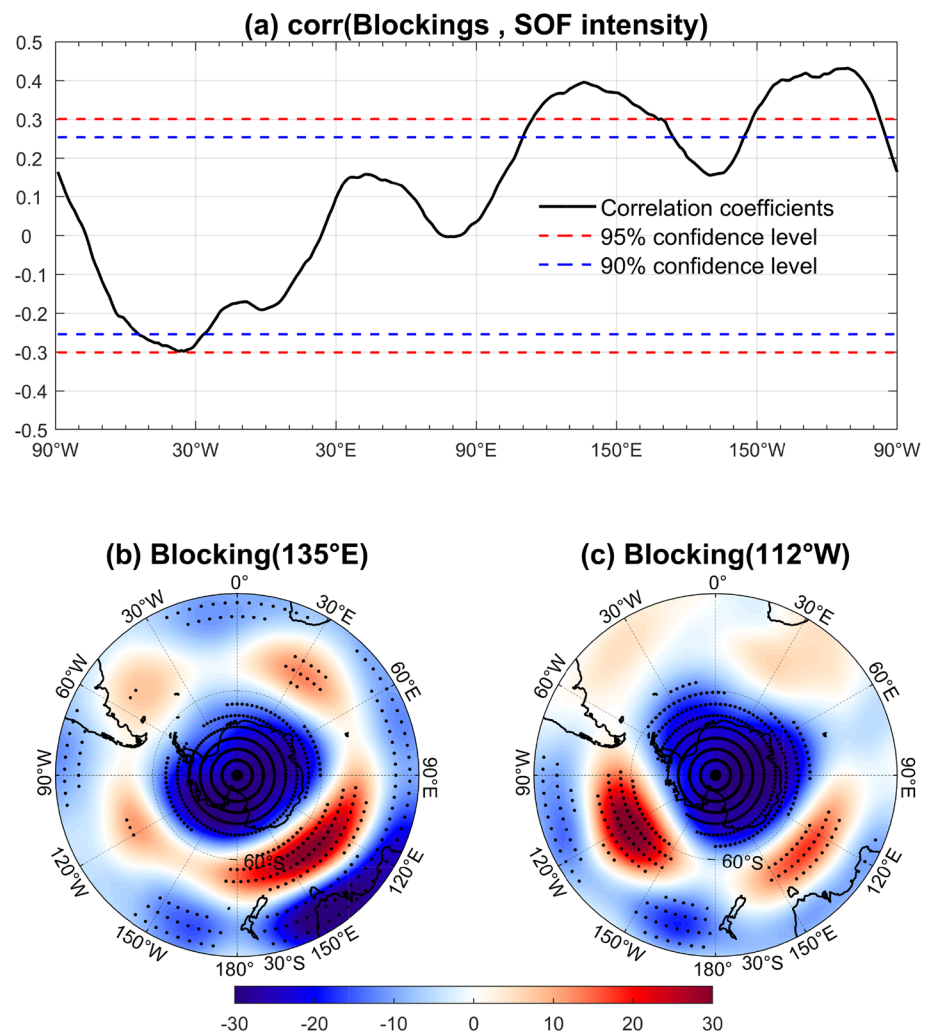 (a) corr(Blockings , SOF intensity)
0.5
0.4
0.3
0.2
0.1
0
-0.1
-0.2
-0.3
-0.4
-0.5
Correlation coefficients
95% confidence level
90% confidence level
90°W 30°W 30°E 90°E 150°E 150°W 90°W
(b) Blocking(135°E)
0°
30°W 30°E
60°W 60°E
90°W 90°E
60°S
120°W 120°E
150°W 150°E
180° 30°S
(c) Blocking(112°W)
0°
30°W 30°E
60°W 60°E
90°W 90°E
60°S
120°W 120°E
150°W 150°E
180° 30°S
-30 -20 -10 0 10 20 30